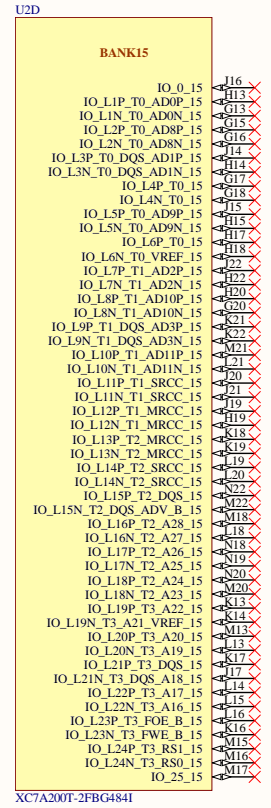 U2D
BANK15
IO_0_15 J16
IO_L1P_T0_AD0P_15 H13
IO_L1N_T0_AD0N_15 G13
IO_L2P_T0_AD8P_15 G15
IO_L2N_T0_AD8N_15 G16
IO_L3P_T0_DQS_AD1P_15 J14
IO_L3N_T0_DQS_AD1N_15 H14
IO_L4P_T0_15 G17
IO_L4N_T0_15 G18
IO_L5P_T0_AD9P_15 J15
IO_L5N_T0_AD9N_15 H15
IO_L6P_T0_15 H17
IO_L6N_T0_VREF_15 H18
IO_L7P_T1_AD2P_15 J22
IO_L7N_T1_AD2N_15 H22
IO_L8P_T1_AD10P_15 H20
IO_L8N_T1_AD10N_15 G20
IO_L9P_T1_DQS_AD3P_15 K21
IO_L9N_T1_DQS_AD3N_15 K22
IO_L10P_T1_AD11P_15 M21
IO_L10N_T1_AD11N_15 L21
IO_L11P_T1_SRCC_15 J20
IO_L11N_T1_SRCC_15 J21
IO_L12P_T1_MRCC_15 J19
IO_L12N_T1_MRCC_15 H19
IO_L13P_T2_MRCC_15 K18
IO_L13N_T2_MRCC_15 K19
IO_L14P_T2_SRCC_15 L19
IO_L14N_T2_SRCC_15 L20
IO_L15P_T2_DQS_15 N22
IO_L15N_T2_DQS_ADV_B_15 M22
IO_L16P_T2_A28_15 M18
IO_L16N_T2_A27_15 L18
IO_L17P_T2_A26_15 N18
IO_L17N_T2_A25_15 N19
IO_L18P_T2_A24_15 N20
IO_L18N_T2_A23_15 M20
IO_L19P_T3_A22_15 K13
IO_L19N_T3_A21_VREF_15 K14
IO_L20P_T3_A20_15 M13
IO_L20N_T3_A19_15 L13
IO_L21P_T3_DQS_15 K17
IO_L21N_T3_DQS_A18_15 J17
IO_L22P_T3_A17_15 L14
IO_L22N_T3_A16_15 L15
IO_L23P_T3_FOE_B_15 L16
IO_L23N_T3_FWE_B_15 K16
IO_L24P_T3_RS1_15 M15
IO_L24N_T3_RS0_15 M16
IO_25_15 M17
XC7A200T-2FBG484I